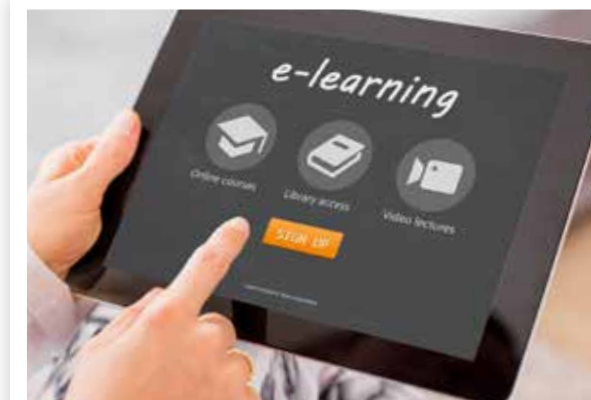 e-learning
Online courses
Library access
Video lectures
SIGN UP